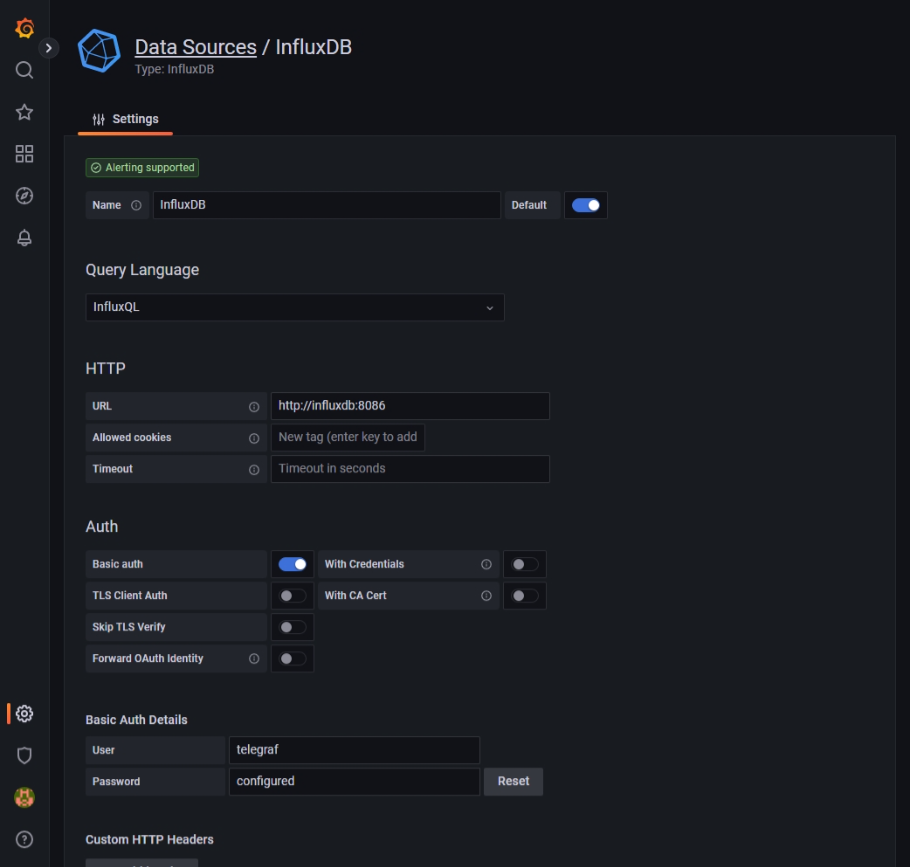 Data Sources / InfluxDB
Type: InfluxDB
Settings
Alerting supported
Name InfluxDB Default
Query Language
InfluxQL
HTTP
URL http://influxdb:8086
Allowed cookies New tag (enter key to add
Timeout Timeout in seconds
Auth
Basic auth With Credentials
TLS Client Auth With CA Cert
Skip TLS Verify
Forward OAuth Identity
Basic Auth Details
User telegraf
Password configured Reset
Custom HTTP Headers